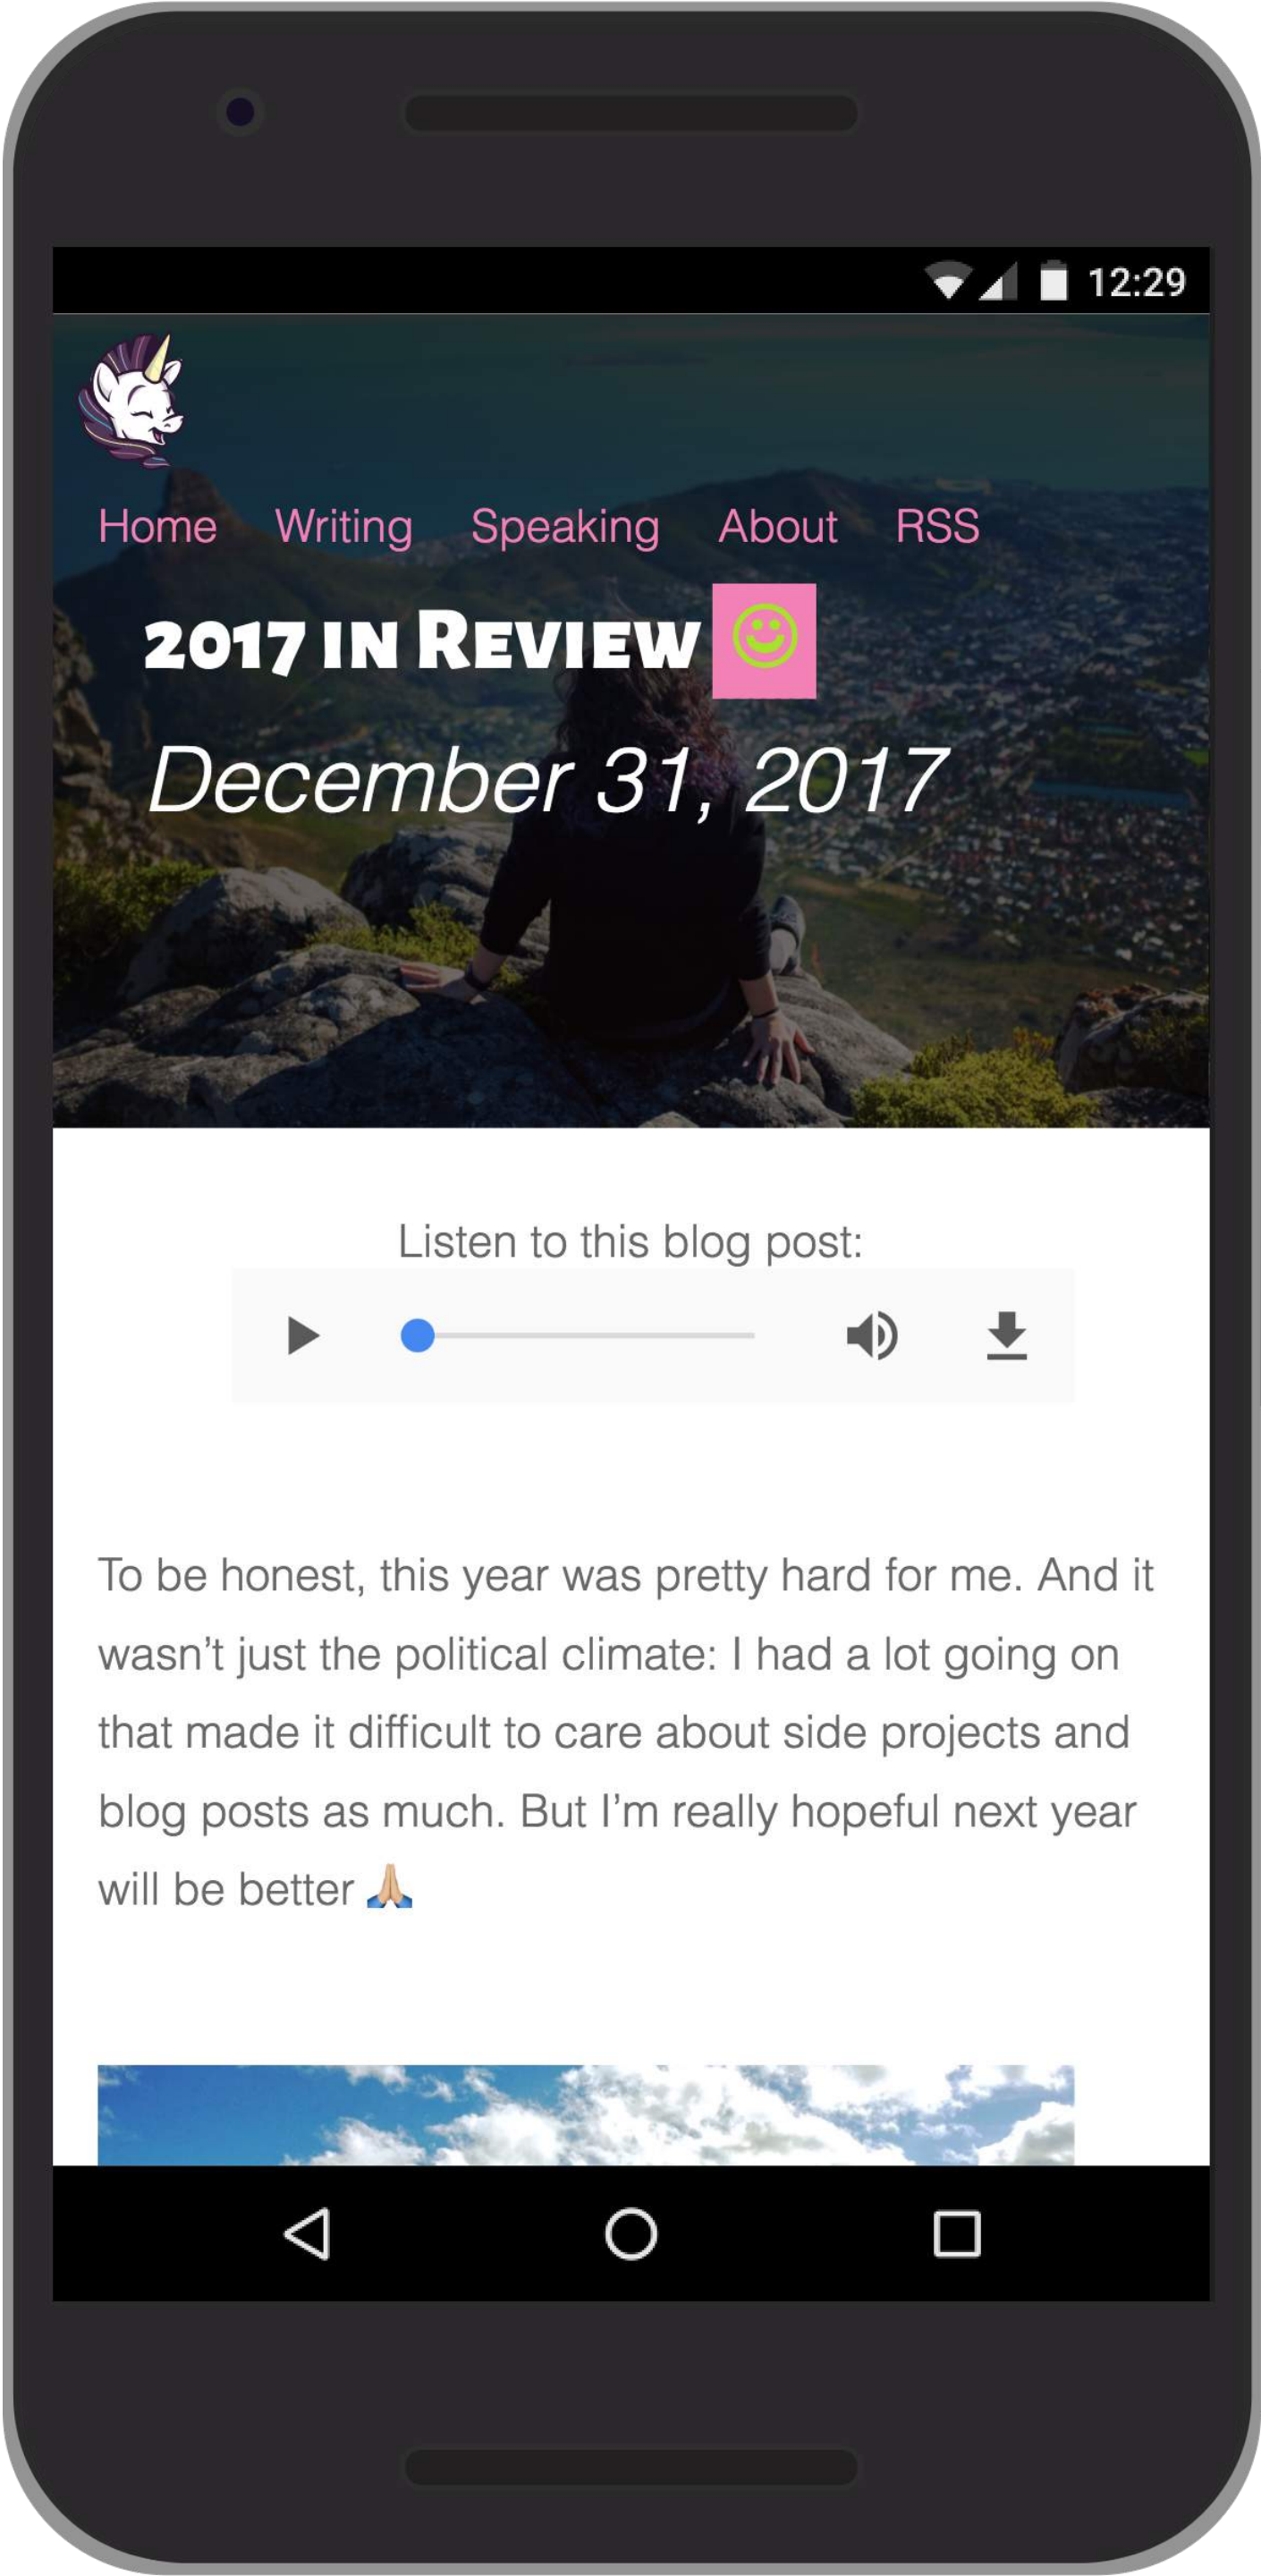 12:29
Home Writing Speaking About RSS
2017 in Review
December 31, 2017
Listen to this blog post:
To be honest, this year was pretty hard for me. And it
wasn’t just the political climate: I had a lot going on
that made it difficult to care about side projects and
blog posts as much. But I’m really hopeful next year
will be better 🙏🏼